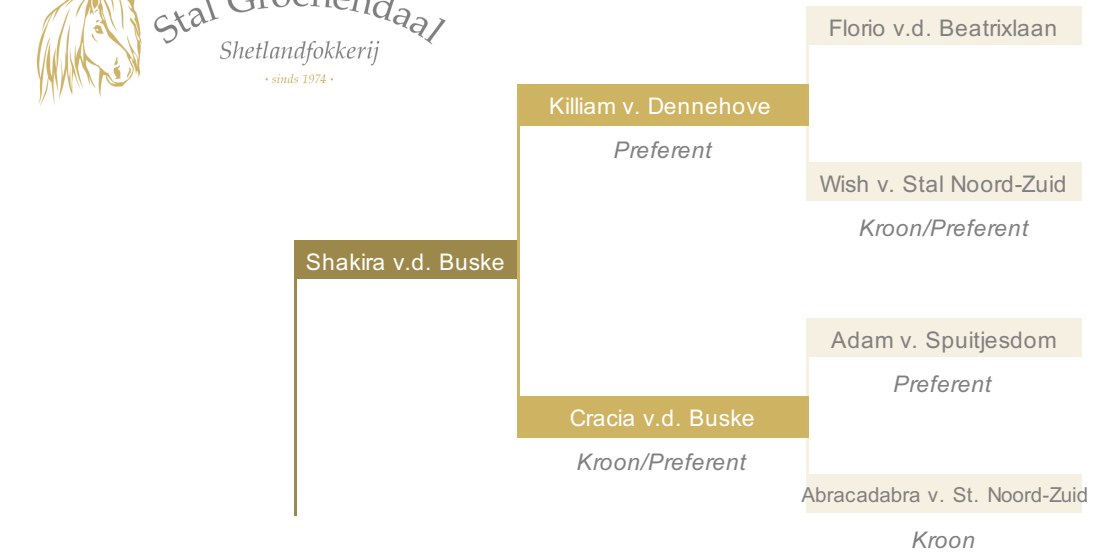 Stal Groenendaal
Shetlandfokkerij
• sinds 1974 •
Florio v.d. Beatrixlaan
Killiam v. Dennehove
Preferent
Wish v. Stal Noord-Zuid
Kroon/Preferent
Shakira v.d. Buske
Adam v. Spuitjesdom
Preferent
Cracia v.d. Buske
Kroon/Preferent
Abracadabra v. St. Noord-Zuid
Kroon